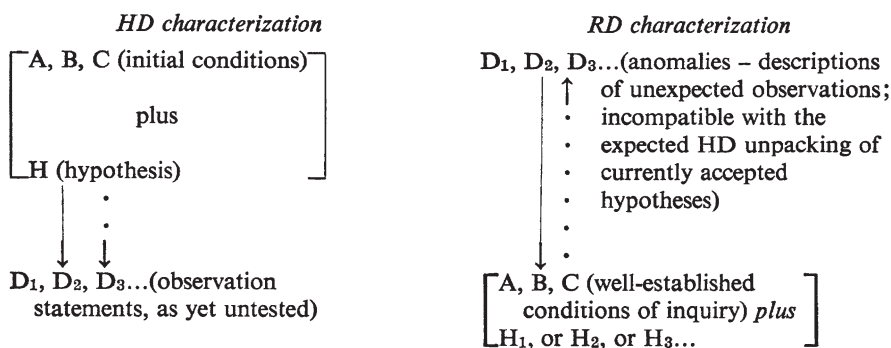 HD characterization
A, B, C (initial conditions)
plus
H (hypothesis)
D₁, D₂, D₃...(observation
statements, as yet untested)
RD characterization
D₁, D₂, D₃...(anomalies – descriptions
of unexpected observations;
incompatible with the
expected HD unpacking of
currently accepted
hypotheses)
A, B, C (well-established
conditions of inquiry) plus
H₁, or H₂, or H₃...